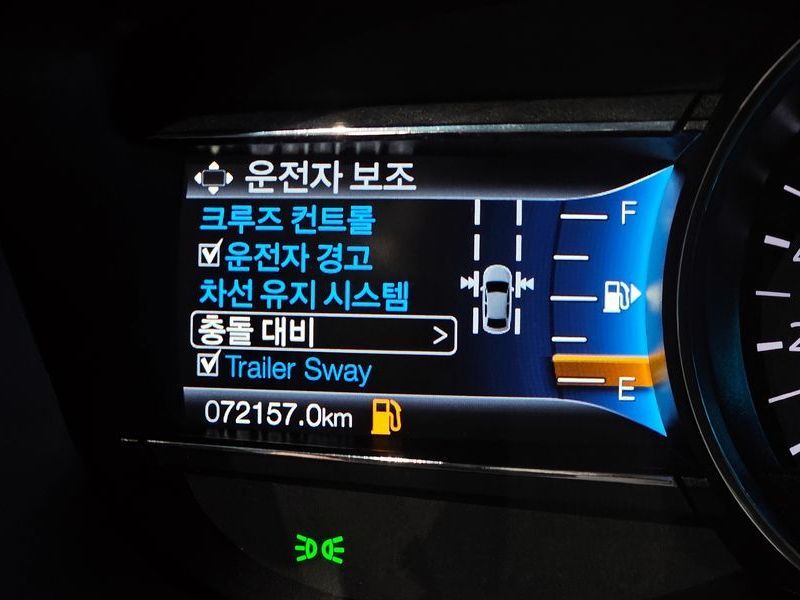 운전자 보조
크루즈 컨트롤
운전자 경고
차선 유지 시스템
충돌 대비 >
Trailer Sway
072157.0km
F
E